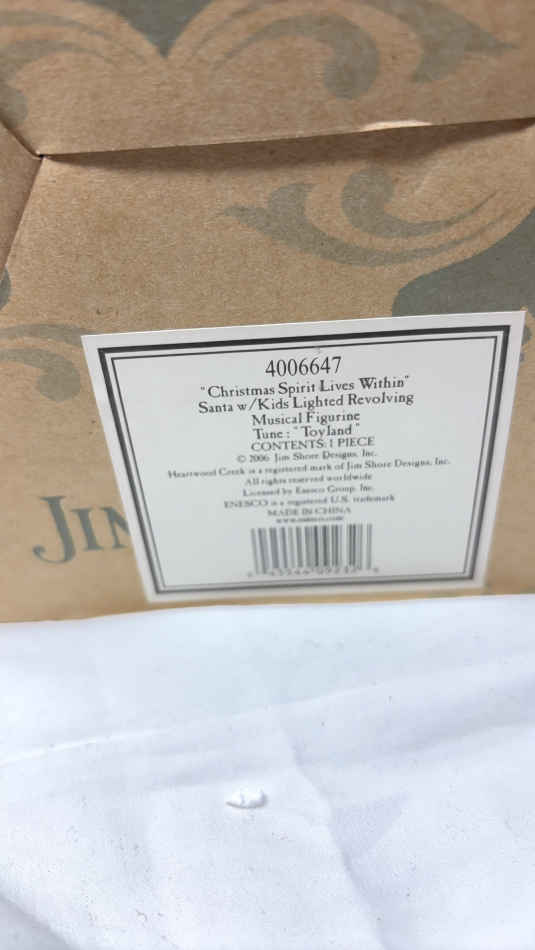 4006647
"Christmas Spirit Lives Within"
Santa w/Kids Lighted Revolving
Musical Figurine
Tune: "Toyland"
CONTENTS: 1 PIECE
© 2006 Jim Shore Designs, Inc.
Heartwood Creek is a registered mark of Jim Shore Designs, Inc.
All rights reserved worldwide
Licensed by Enesco Group, Inc.
ENESCO is a registered U.S. trademark
MADE IN CHINA
JIM